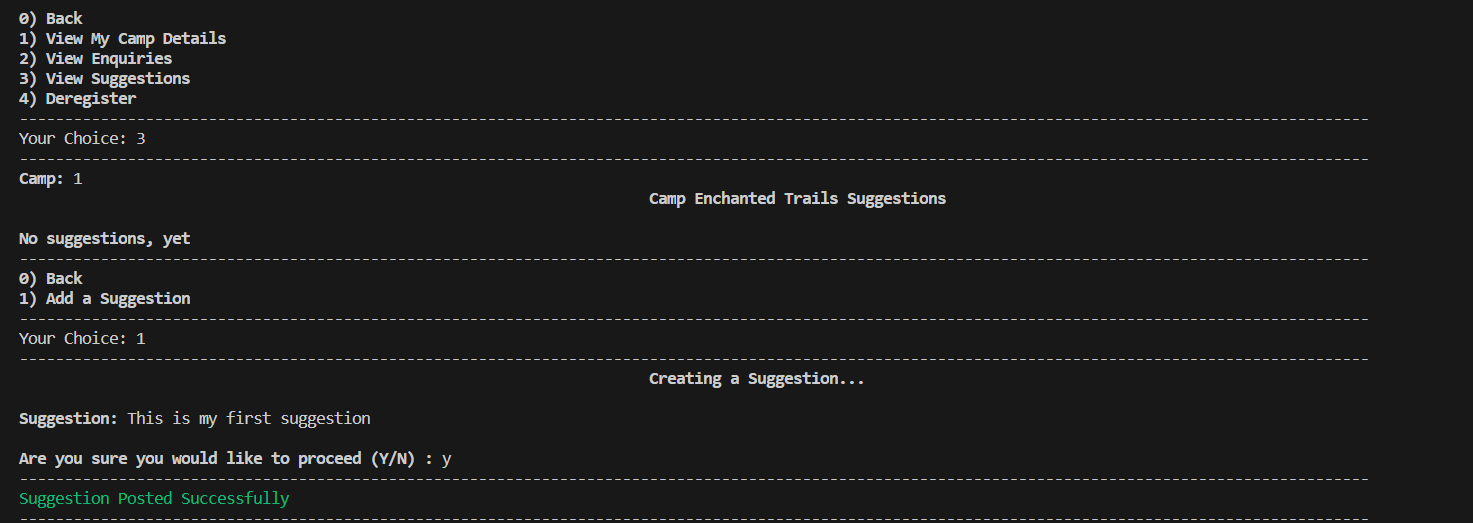 0) Back
1) View My Camp Details
2) View Enquiries
3) View Suggestions
4) Deregister
------------------------------------------------------------------------------------------------------------------------------------------------------
Your Choice: 3
------------------------------------------------------------------------------------------------------------------------------------------------------
Camp: 1
Camp Enchanted Trails Suggestions
No suggestions, yet
------------------------------------------------------------------------------------------------------------------------------------------------------
0) Back
1) Add a Suggestion
------------------------------------------------------------------------------------------------------------------------------------------------------
Your Choice: 1
------------------------------------------------------------------------------------------------------------------------------------------------------
Creating a Suggestion...
Suggestion: This is my first suggestion
Are you sure you would like to proceed (Y/N) : y
------------------------------------------------------------------------------------------------------------------------------------------------------
Suggestion Posted Successfully
------------------------------------------------------------------------------------------------------------------------------------------------------